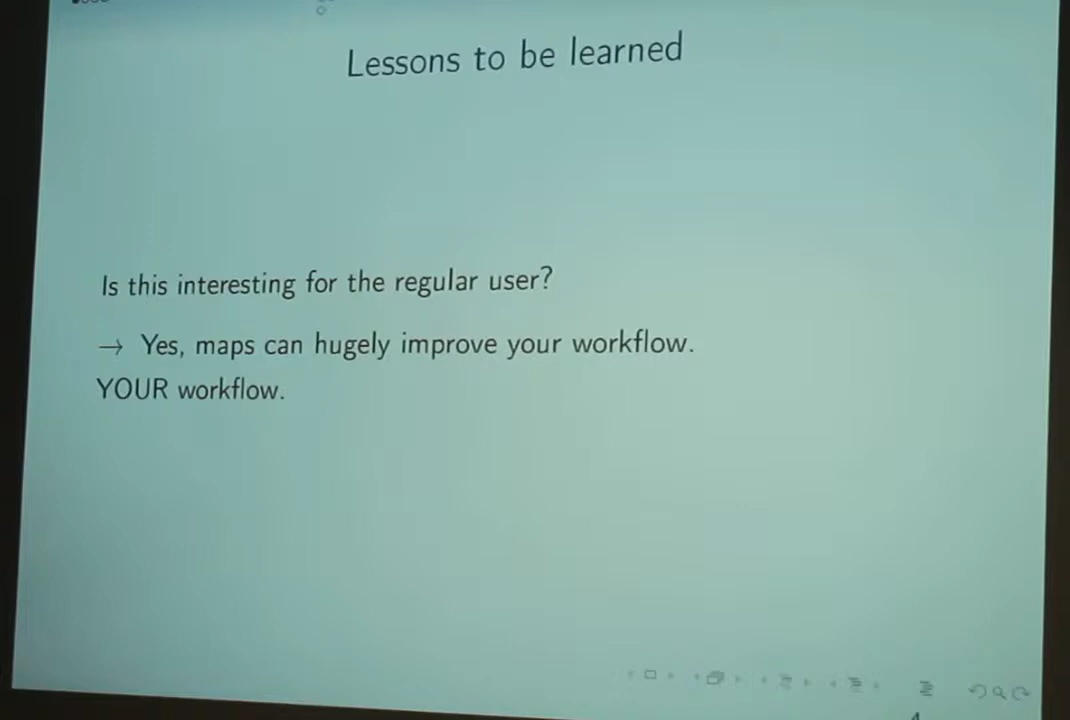 Lessons to be learned
Is this interesting for the regular user?
→ Yes, maps can hugely improve your workflow.
YOUR workflow.